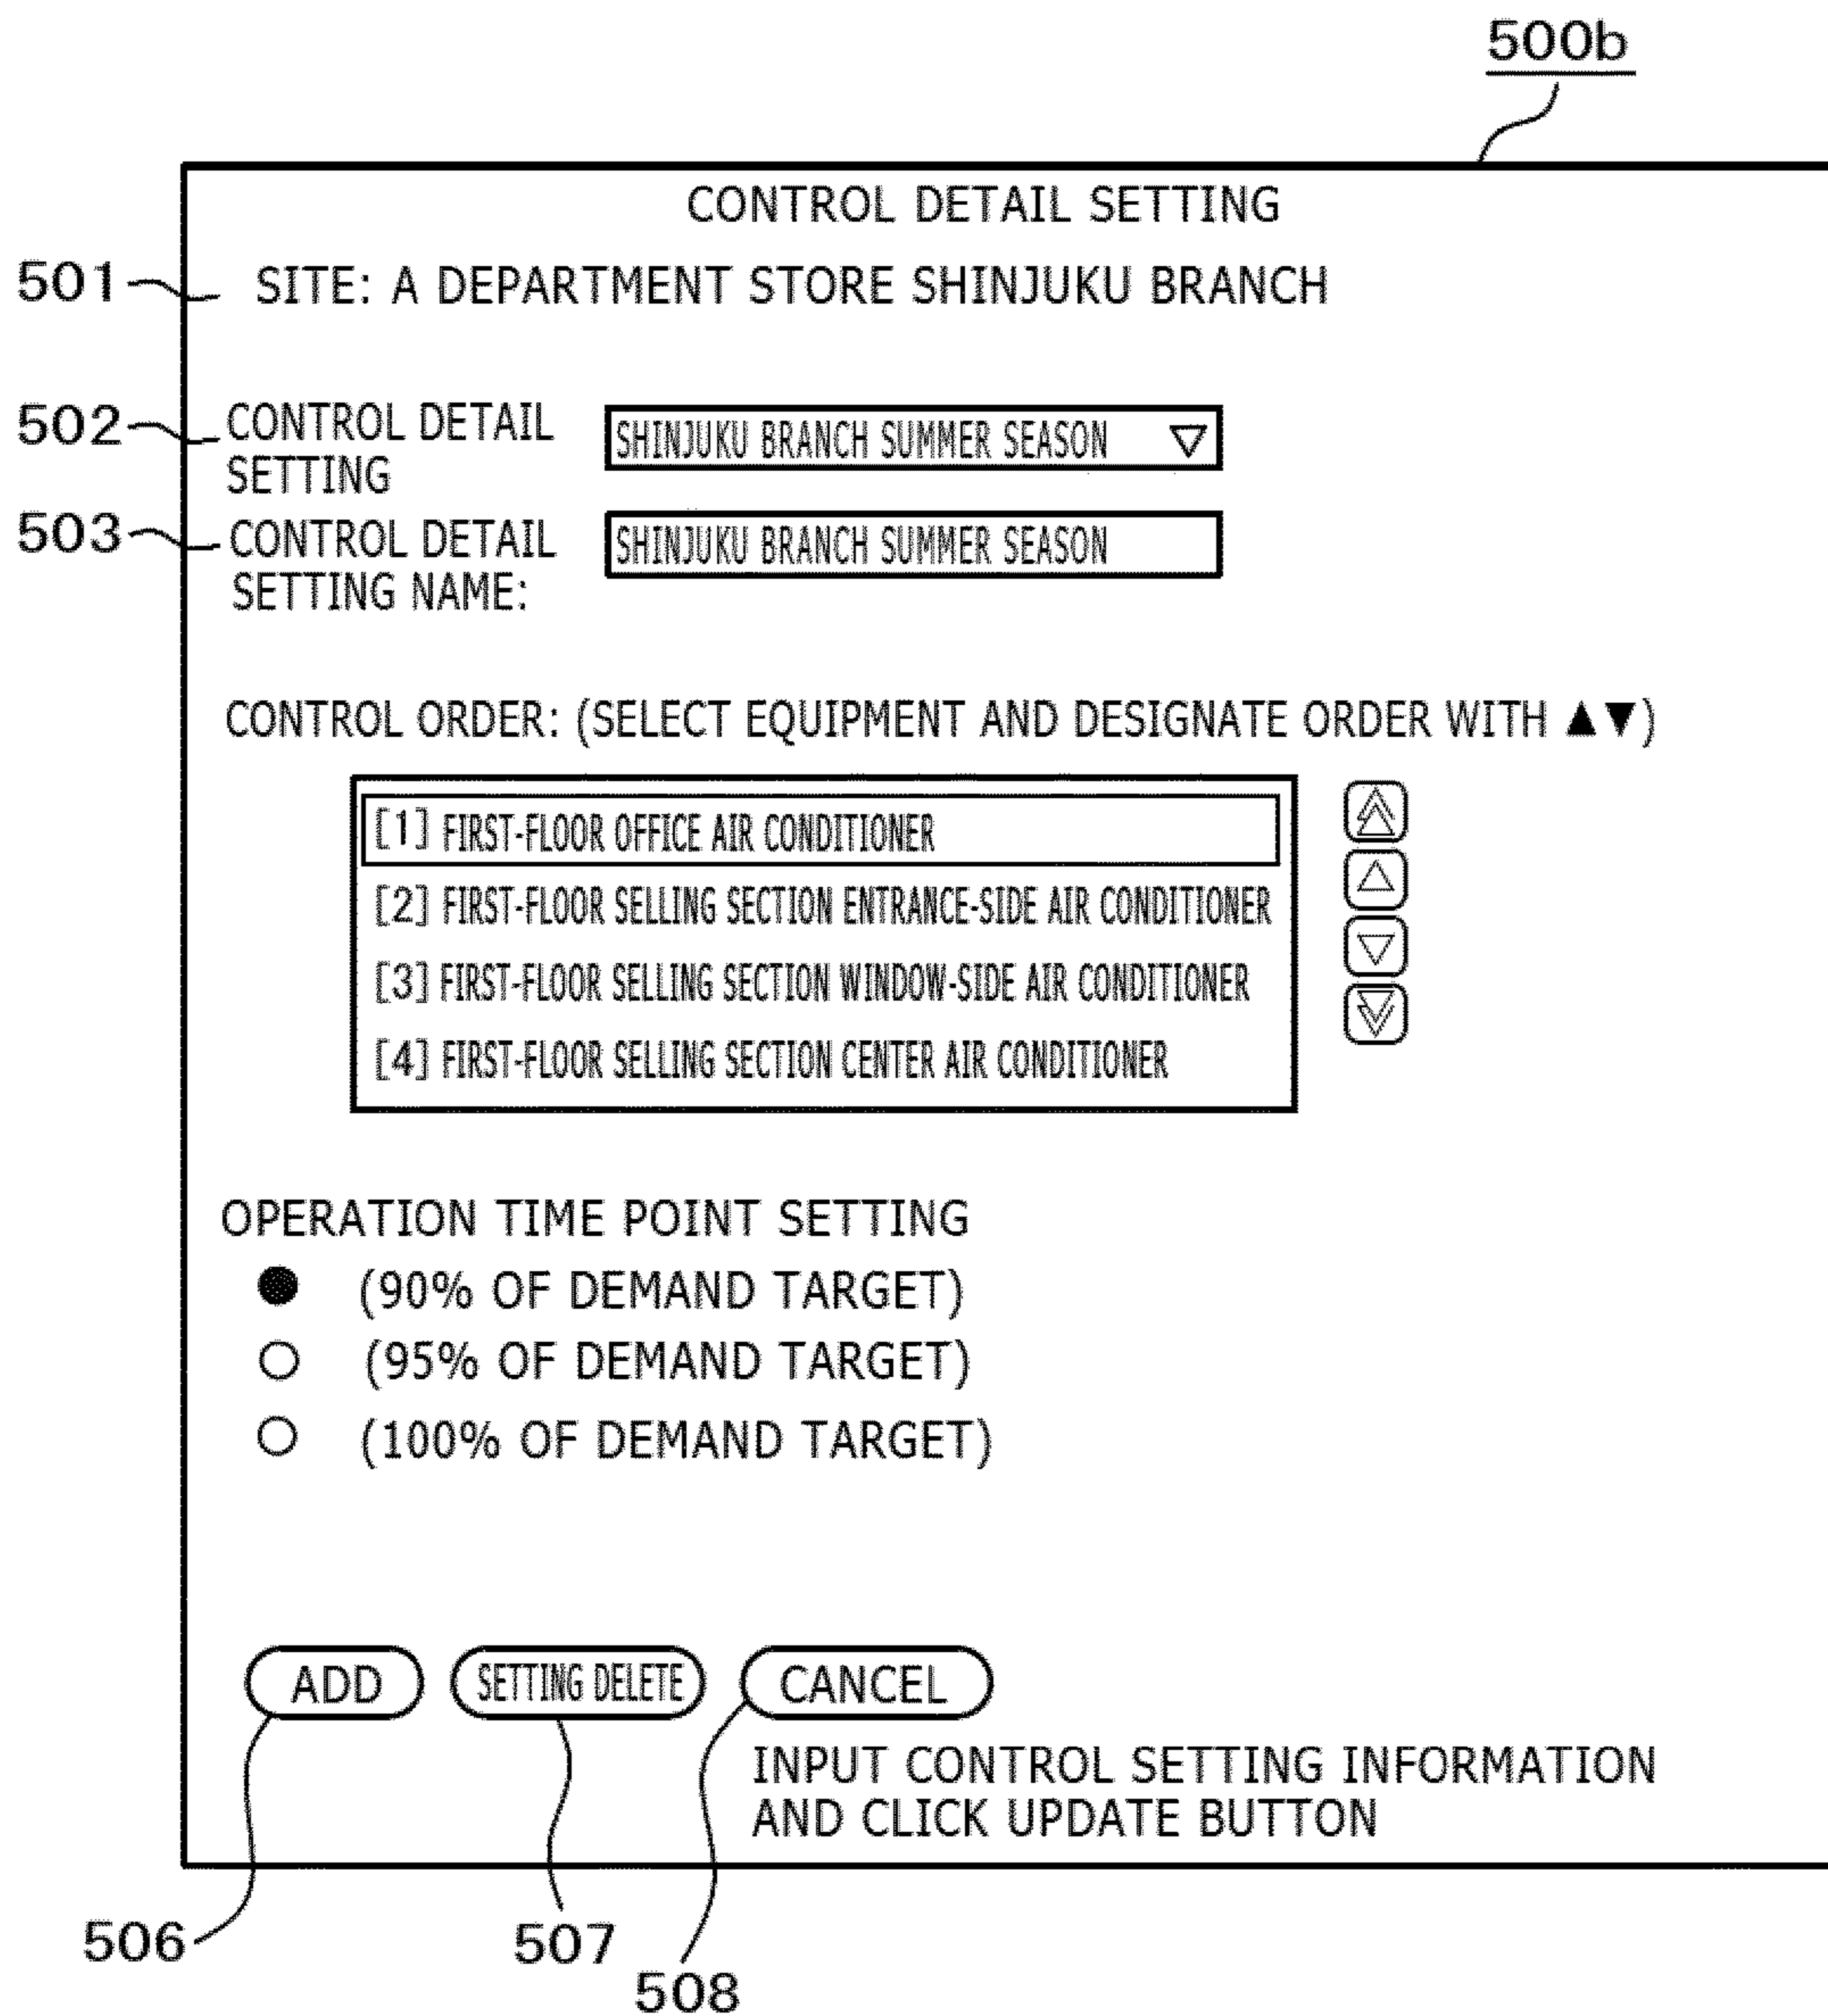 500b
CONTROL DETAIL SETTING
501
SITE: A DEPARTMENT STORE SHINJUKU BRANCH
502
CONTROL DETAIL
SETTING
SHINJUKU BRANCH SUMMER SEASON ▽
503
CONTROL DETAIL
SETTING NAME:
SHINJUKU BRANCH SUMMER SEASON
CONTROL ORDER: (SELECT EQUIPMENT AND DESIGNATE ORDER WITH ▲▼)
[1] FIRST-FLOOR OFFICE AIR CONDITIONER
[2] FIRST-FLOOR SELLING SECTION ENTRANCE-SIDE AIR CONDITIONER
[3] FIRST-FLOOR SELLING SECTION WINDOW-SIDE AIR CONDITIONER
[4] FIRST-FLOOR SELLING SECTION CENTER AIR CONDITIONER
OPERATION TIME POINT SETTING
(90% OF DEMAND TARGET)
(95% OF DEMAND TARGET)
(100% OF DEMAND TARGET)
ADD
SETTING DELETE
CANCEL
INPUT CONTROL SETTING INFORMATION
AND CLICK UPDATE BUTTON
506
507
508